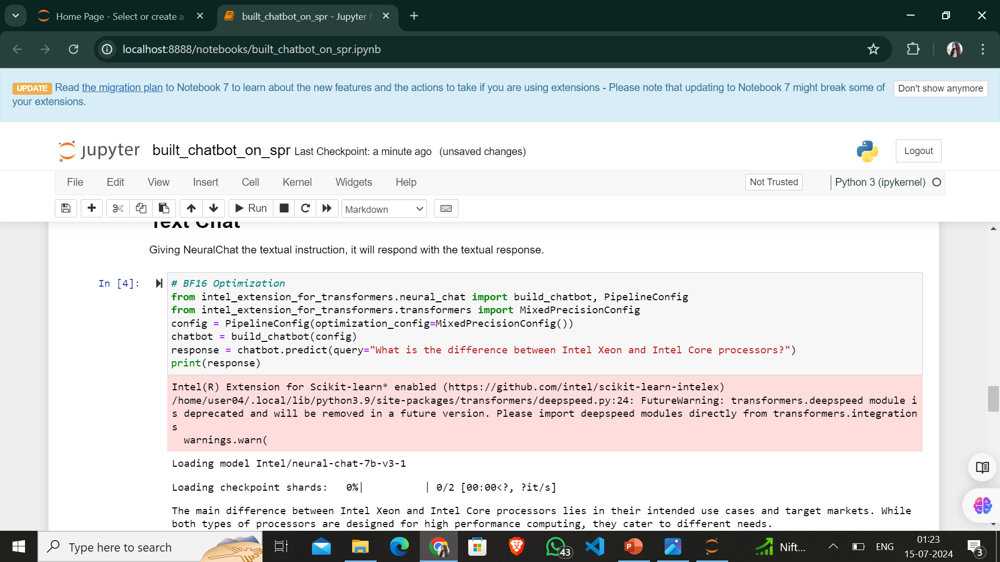 Home Page - Select or create a
built_chatbot_on_spr - Jupyter N
localhost:8888/notebooks/built_chatbot_on_spr.ipynb
UPDATE Read the migration plan to Notebook 7 to learn about the new features and the actions to take if you are using extensions - Please note that updating to Notebook 7 might break some of
your extensions.
Don't show anymore
jupyter built_chatbot_on_spr Last Checkpoint: a minute ago (unsaved changes)
Logout
File Edit View Insert Cell Kernel Widgets Help
Not Trusted
Python 3 (ipykernel)
Run
Markdown
Text Chat
Giving NeuralChat the textual instruction, it will respond with the textual response.
In [4]:
# BF16 Optimization
from intel_extension_for_transformers.neural_chat import build_chatbot, PipelineConfig
from intel_extension_for_transformers.transformers import MixedPrecisionConfig
config = PipelineConfig(optimization_config=MixedPrecisionConfig())
chatbot = build_chatbot(config)
response = chatbot.predict(query="What is the difference between Intel Xeon and Intel Core processors?")
print(response)
Intel(R) Extension for Scikit-learn* enabled (https://github.com/intel/scikit-learn-intelex)
/home/user04/.local/lib/python3.9/site-packages/transformers/deepspeed.py:24: FutureWarning: transformers.deepspeed module i
s deprecated and will be removed in a future version. Please import deepspeed modules directly from transformers.integration
s
warnings.warn(
Loading model Intel/neural-chat-7b-v3-1
Loading checkpoint shards:   0%|          | 0/2 [00:00<?, ?it/s]
The main difference between Intel Xeon and Intel Core processors lies in their intended use cases and target markets. While
both types of processors are designed for high performance computing, they cater to different needs.
Type here to search
43
Nift...
ENG
01:23
15-07-2024
3